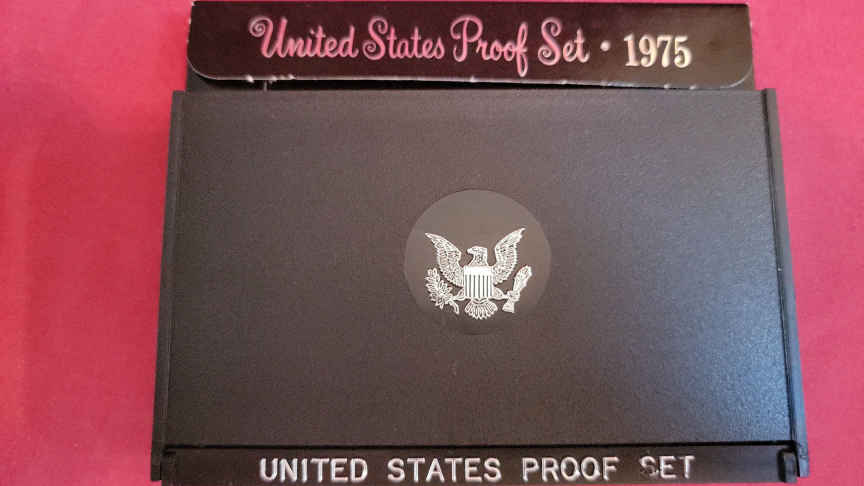 United States Proof Set · 1975
UNITED STATES PROOF SET